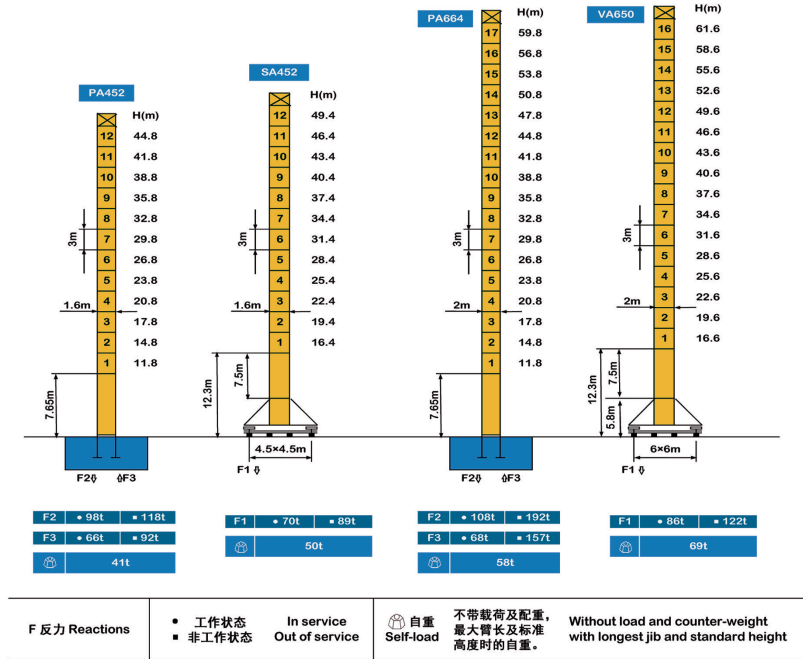 PA452
H(m)
12 44.8
11 41.8
10 38.8
9 35.8
8 32.8
7 29.8
6 26.8
5 23.8
4 20.8
3 17.8
2 14.8
1 11.8
3m
1.6m
7.65m
F2 F3
F2 ● 98t ■ 118t
F3 ● 66t ■ 92t
41t
SA452
H(m)
12 49.4
11 46.4
10 43.4
9 40.4
8 37.4
7 34.4
6 31.4
5 28.4
4 25.4
3 22.4
2 19.4
1 16.4
3m
1.6m
12.3m
7.5m
4.5×4.5m
F1
F1 ● 70t ■ 89t
50t
PA664
H(m)
17 59.8
16 56.8
15 53.8
14 50.8
13 47.8
12 44.8
11 41.8
10 38.8
9 35.8
8 32.8
7 29.8
6 26.8
5 23.8
4 20.8
3 17.8
2 14.8
1 11.8
3m
2m
7.65m
F2 F3
F2 ● 108t ■ 192t
F3 ● 68t ■ 157t
58t
VA650
H(m)
16 61.6
15 58.6
14 55.6
13 52.6
12 49.6
11 46.6
10 43.6
9 40.6
8 37.6
7 34.6
6 31.6
5 28.6
4 25.6
3 22.6
2 19.6
1 16.6
3m
2m
12.3m
7.5m
5.8m
6×6m
F1
F1 ● 86t ■ 122t
69t
F 反力 Reactions
● 工作状态 In service
■ 非工作状态 Out of service
自重
Self-load
不带载荷及配重，
最大臂长及标准
高度时的自重。
Without load and counter-weight
with longest jib and standard height